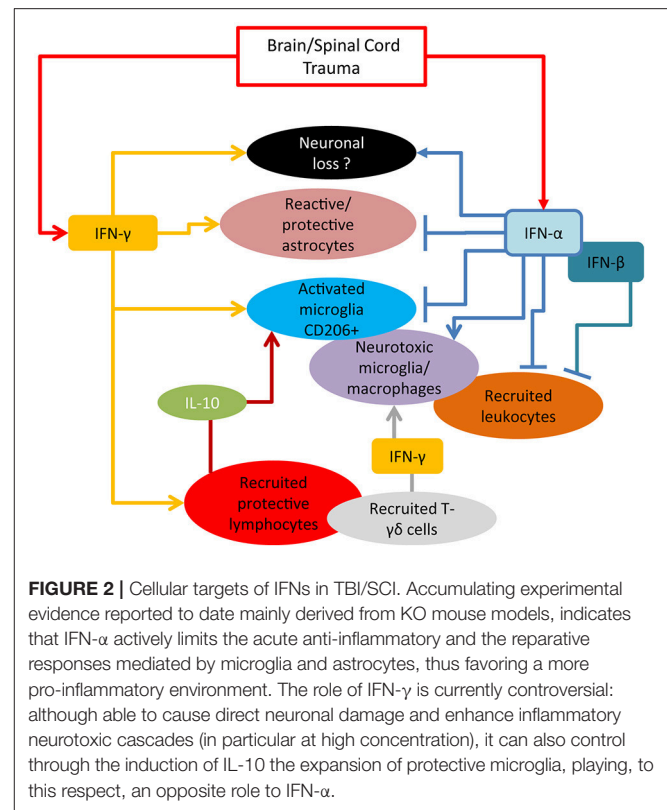 Brain/Spinal Cord
Trauma
Neuronal
loss ?
Reactive/
protective
astrocytes
IFN-γ
IFN-α
IFN-β
Activated
microglia
CD206+
Neurotoxic
microglia/
macrophages
IL-10
Recruited
leukocytes
IFN-γ
Recruited
protective
lymphocytes
Recruited T-
γδ cells
FIGURE 2 | Cellular targets of IFNs in TBI/SCI. Accumulating experimental
evidence reported to date mainly derived from KO mouse models, indicates
that IFN-α actively limits the acute anti-inflammatory and the reparative
responses mediated by microglia and astrocytes, thus favoring a more
pro-inflammatory environment. The role of IFN-γ is currently controversial:
although able to cause direct neuronal damage and enhance inflammatory
neurotoxic cascades (in particular at high concentration), it can also control
through the induction of IL-10 the expansion of protective microglia, playing, to
this respect, an opposite role to IFN-α.